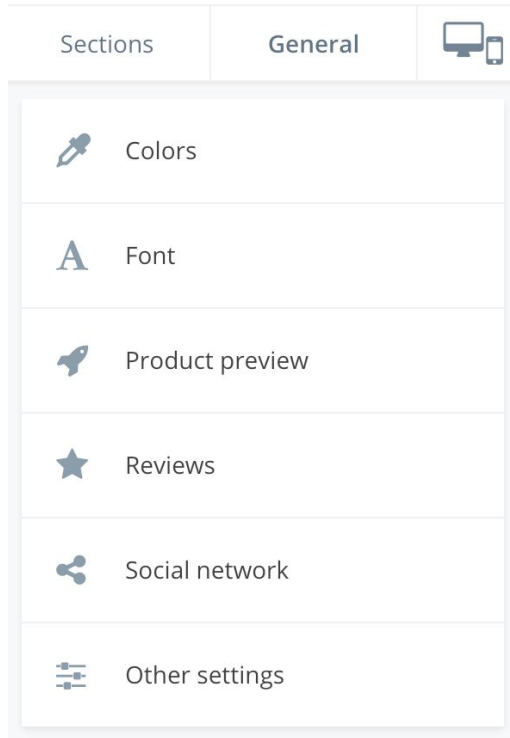 Sections
General
Colors
Font
Product preview
Reviews
Social network
Other settings